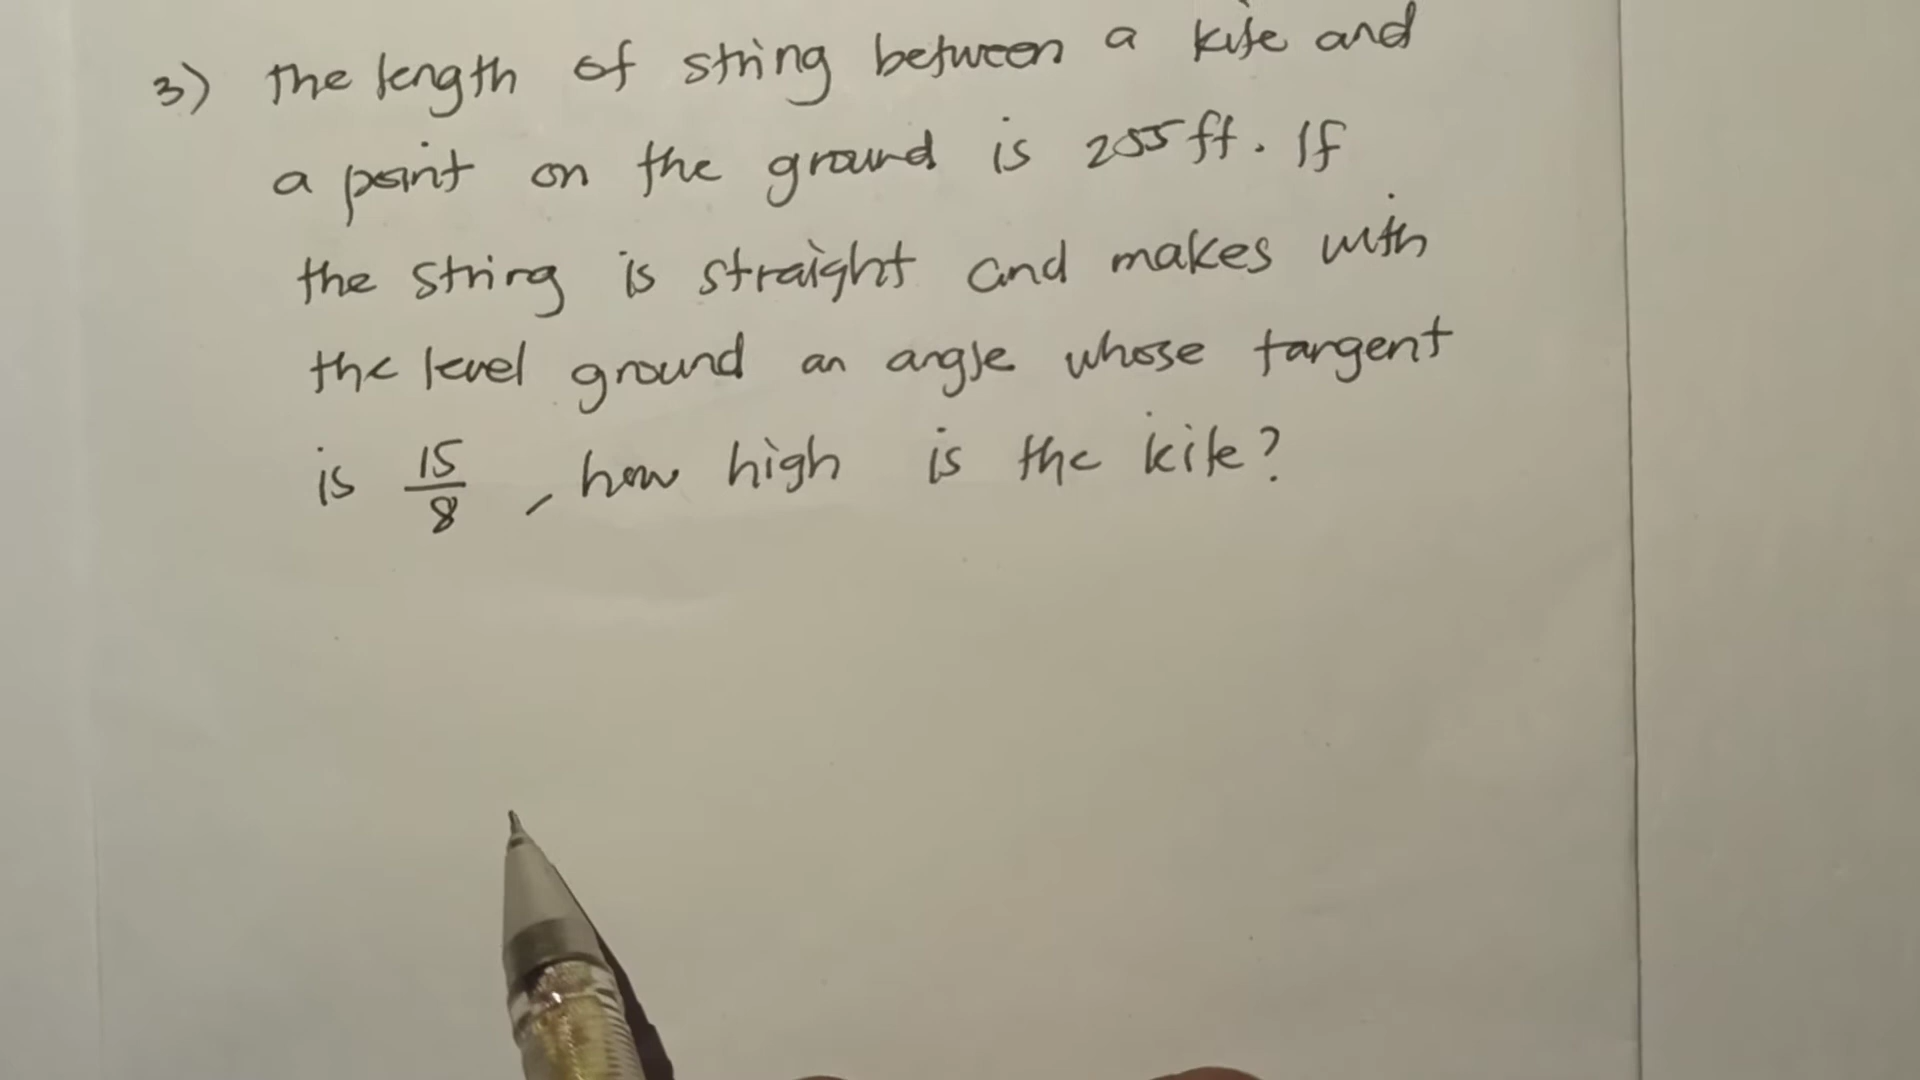 3) The length of string between a kite and
a point on the ground is 255 ft. If
the string is straight and makes with
the level ground an angle whose tangent
is 15/8, how high is the kite?